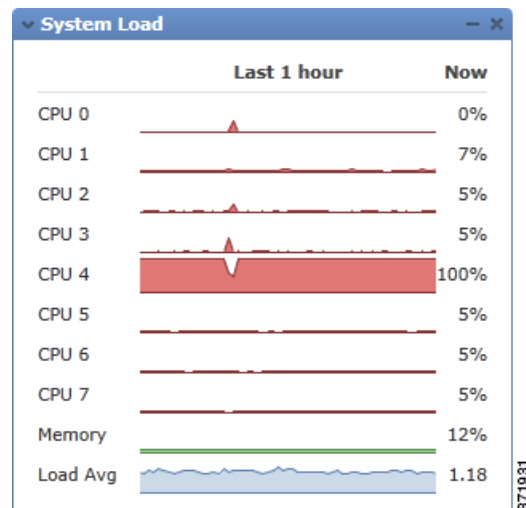 System Load
Last 1 hour Now
CPU 0 0%
CPU 1 7%
CPU 2 5%
CPU 3 5%
CPU 4 100%
CPU 5 5%
CPU 6 5%
CPU 7 5%
Memory 12%
Load Avg 1.18
371931